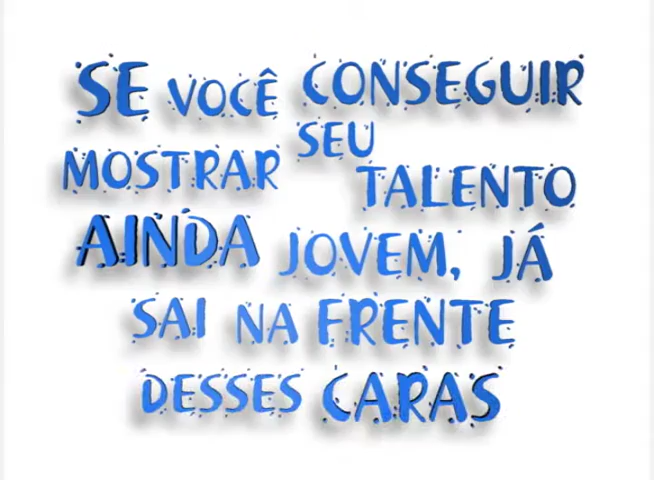 SE VOCÊ CONSEGUIR
MOSTRAR SEU TALENTO
AINDA JOVEM, JÁ
SAI NA FRENTE
DESSES CARAS